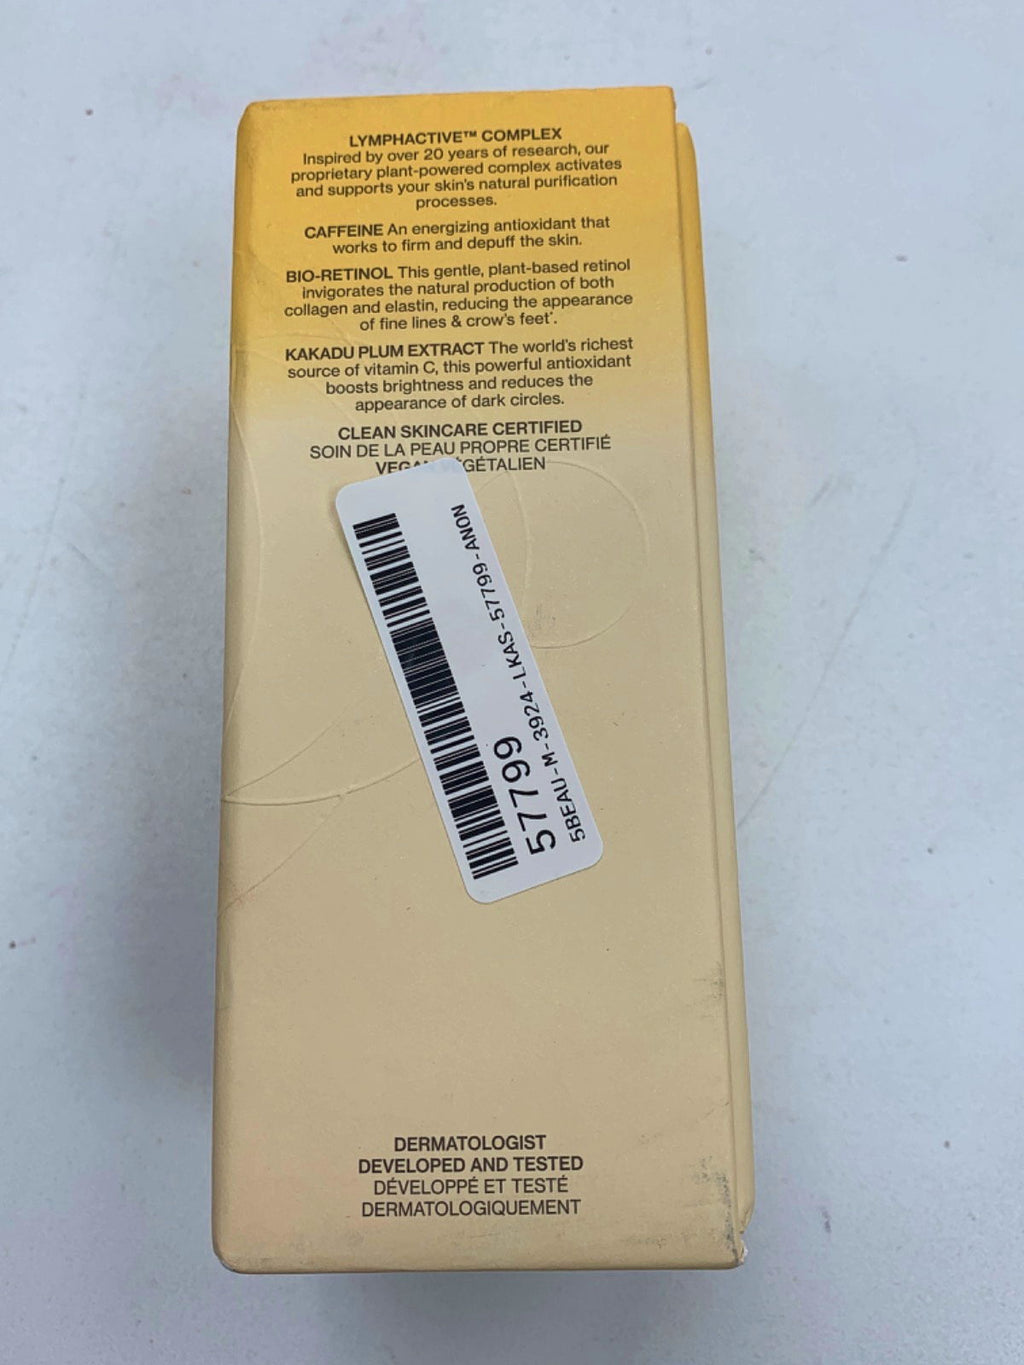 LYMPHACTIVE™ COMPLEX
Inspired by over 20 years of research, our
proprietary plant-powered complex activates
and supports your skin's natural purification
processes.
CAFFEINE An energizing antioxidant that
works to firm and depuff the skin.
BIO-RETINOL This gentle, plant-based retinol
invigorates the natural production of both
collagen and elastin, reducing the appearance
of fine lines & crow's feet*.
KAKADU PLUM EXTRACT The world's richest
source of vitamin C, this powerful antioxidant
boosts brightness and reduces the
appearance of dark circles.
CLEAN SKINCARE CERTIFIED
SOIN DE LA PEAU PROPRE CERTIFIÉ
57799
57799
5BEAU-M-3924-LKAS-57799-ANON
DERMATOLOGIST
DEVELOPED AND TESTED
DÉVELOPPÉ ET TESTÉ
DERMATOLOGIQUEMENT